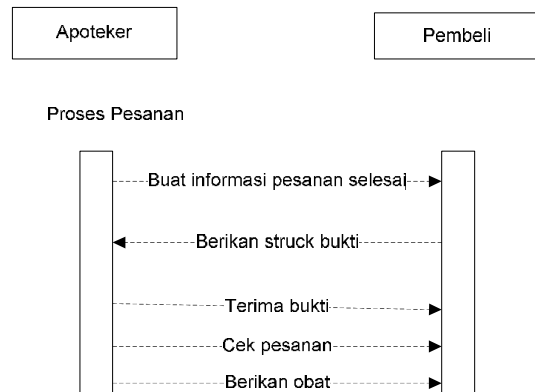 Apoteker
Pembeli
Proses Pesanan
Buat informasi pesanan selesai
Berikan struck bukti
Terima bukti
Cek pesanan
Berikan obat